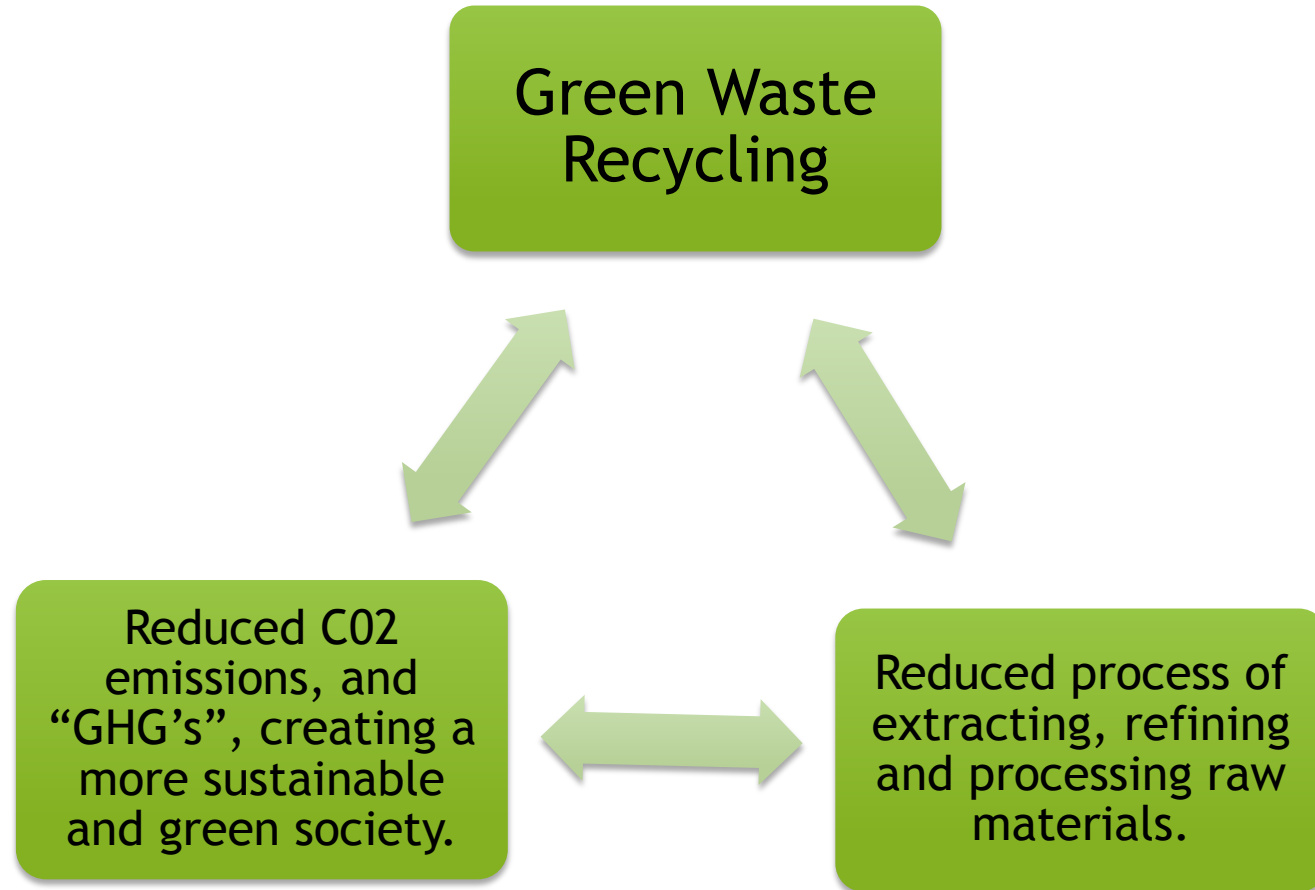 Green Waste
Recycling
Reduced C02
emissions, and
“GHG’s”, creating a
more sustainable
and green society.
Reduced process of
extracting, refining
and processing raw
materials.